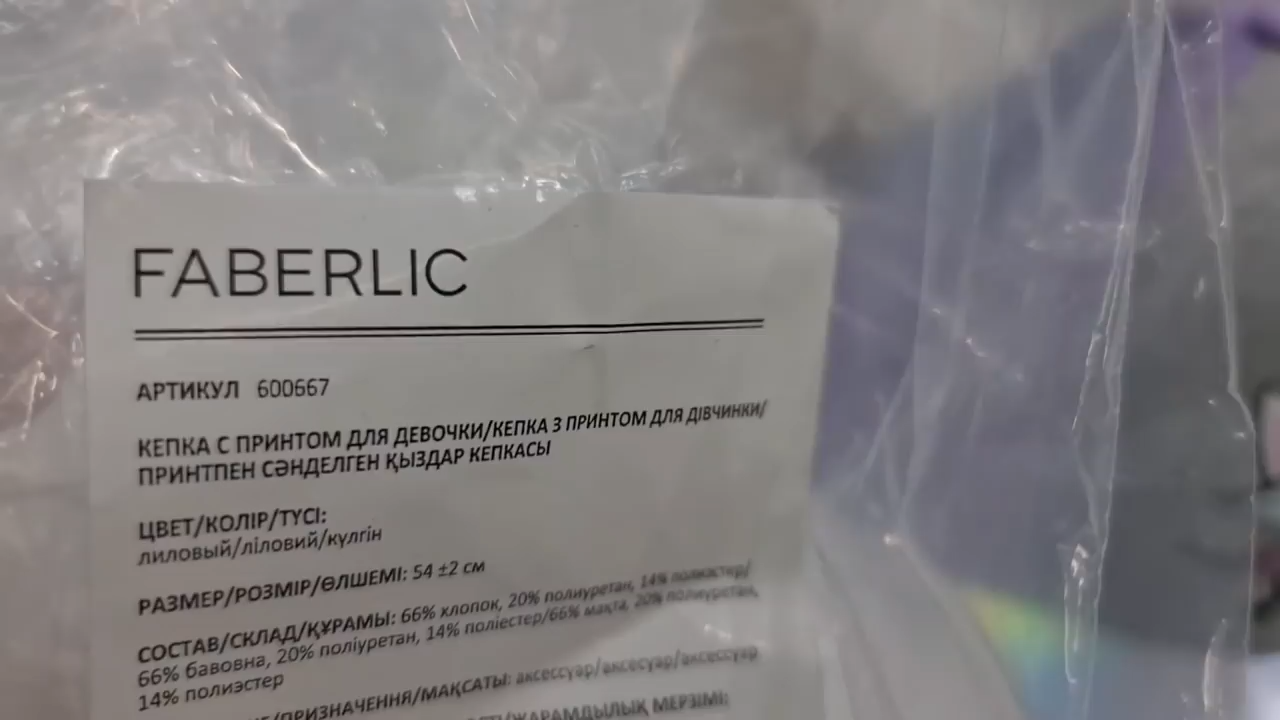 FABERLIC
АРТИКУЛ 600667
КЕПКА С ПРИНТОМ ДЛЯ ДЕВОЧКИ/КЕПКА З ПРИНТОМ ДЛЯ ДІВЧИНКИ/
ПРИНТПЕН СӘНДЕЛГЕН ҚЫЗДАР КЕПКАСЫ
ЦВЕТ/КОЛІР/ТҮСІ:
лиловый/ліловий/күлгін
РАЗМЕР/РОЗМІР/ӨЛШЕМІ: 54 ±2 см
СОСТАВ/СКЛАД/ҚҰРАМЫ: 66% хлопок, 20% полиуретан, 14% полиэстер/
66% бавовна, 20% поліуретан, 14% поліестер/66% мақта, 20% полиуретан,
14% полиэстер
ПРИЗНАЧЕННЯ/МАҚСАТЫ: аксессуар/аксесуар/аксессуар
ЖАРАМДЫЛЫҚ МЕРЗІМІ: